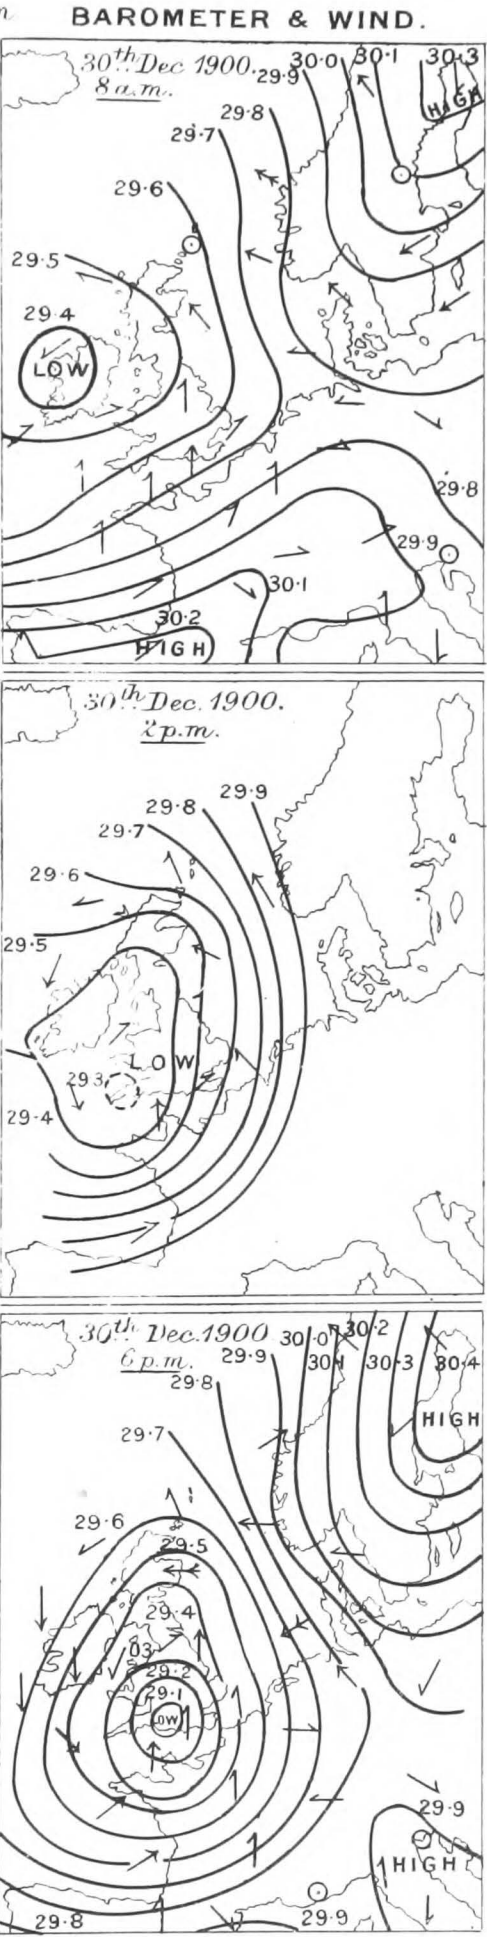 BAROMETER & WIND.
30th Dec 1900.
8 a.m.
30·0 30·1 30·3
29·9
HIGH
29·8
29·7
29·6
29·5
29·4
LOW
29·8
29·9
30·1
30·2
HIGH
30th Dec. 1900.
2 p.m.
29·9
29·8
29·7
29·6
29·5
LOW
293
29·4
30th Dec. 1900
6 p.m.
30·0 30·2
29·9 30·1 30·3 30·4
29·8
HIGH
29·7
29·6
29·5
29·4
03
29·2
29·1
LOW
29·9
HIGH
29·8 29·9